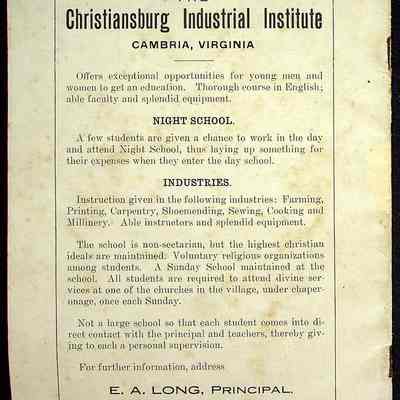 THE
Christiansburg Industrial Institute
CAMBRIA, VIRGINIA
Offers exceptional opportunities for young men and
women to get an education. Thorough course in English;
able faculty and splendid equipment.
NIGHT SCHOOL.
A few students are given a chance to work in the day
and attend Night School, thus laying up something for
their expenses when they enter the day school.
INDUSTRIES.
Instruction given in the following industries: Farming,
Printing, Carpentry, Shoemending, Sewing, Cooking and
Millinery. Able instructors and splendid equipment.
The school is non-sectarian, but the highest christian
ideals are maintained. Voluntary religious organizations
among students. A Sunday School maintained at the
school. All students are required to attend divine ser-
vices at one of the churches in the village, under chaper-
onage, once each Sunday.
Not a large school so that each student comes into di-
rect contact with the principal and teachers, thereby giv-
ing to each a personal supervision.
For further information, address
E. A. LONG, PRINCIPAL.